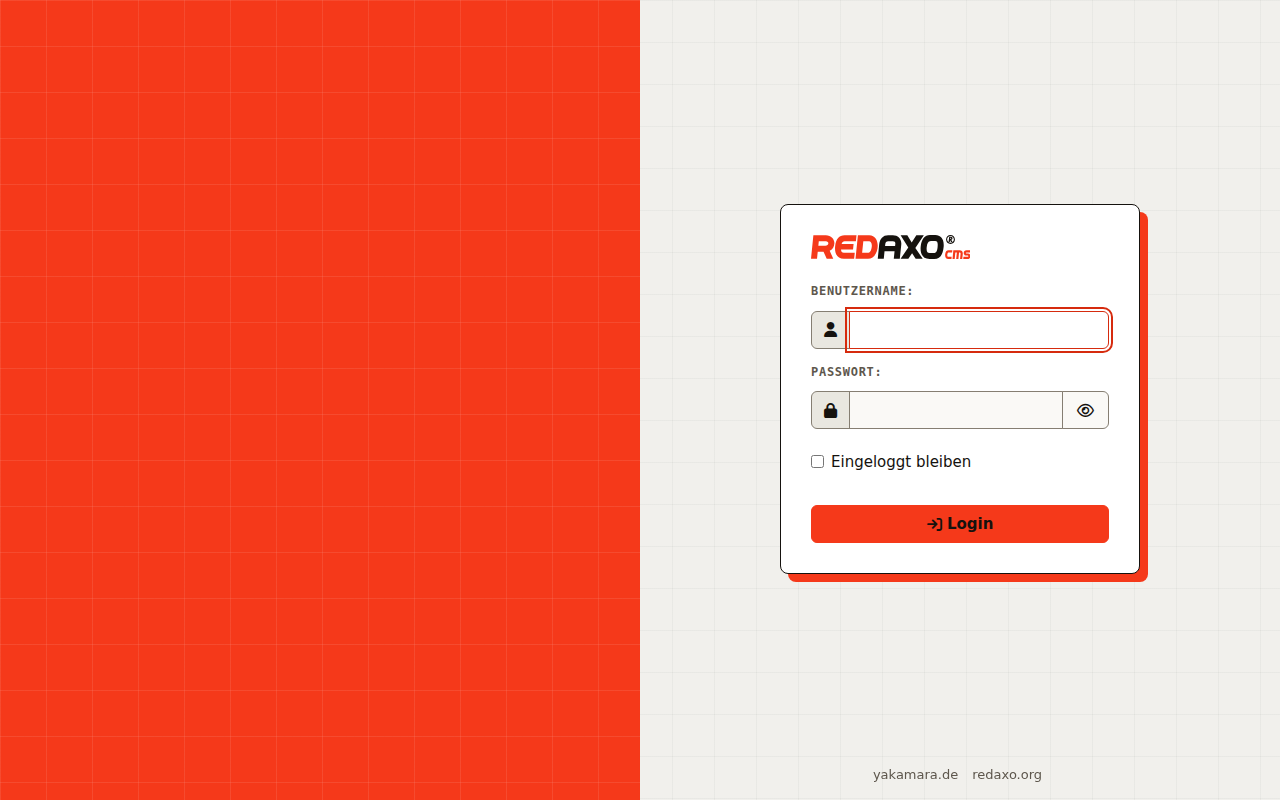 REDAXO® cms
BENUTZERNAME:
PASSWORT:
Eingeloggt bleiben
Login
yakamara.de redaxo.org